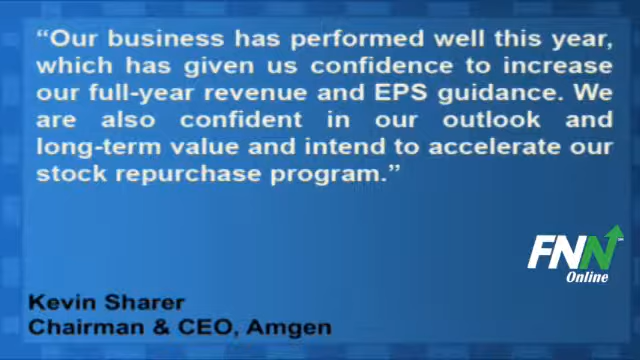 “Our business has performed well this year,
which has given us confidence to increase
our full-year revenue and EPS guidance. We
are also confident in our outlook and
long-term value and intend to accelerate our
stock repurchase program.”
FNN
Online
Kevin Sharer
Chairman & CEO, Amgen